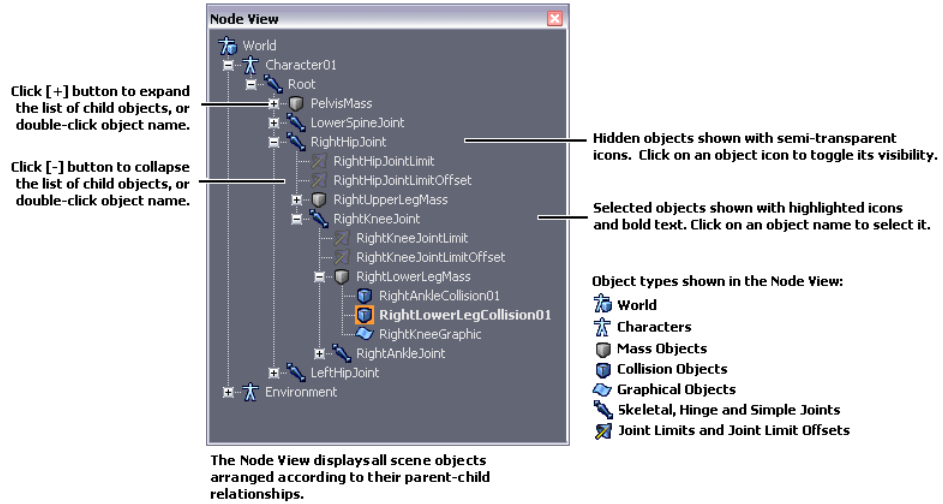 Node View
World
Character01
Root
PelvisMass
LowerSpineJoint
RightHipJoint
RightHipJointLimit
RightHipJointLimitOffset
RightUpperLegMass
RightKneeJoint
RightKneeJointLimit
RightKneeJointLimitOffset
RightLowerLegMass
RightAnkleCollision01
RightLowerLegCollision01
RightKneeGraphic
RightAnkleJoint
LeftHipJoint
Environment
Click [+] button to expand
the list of child objects, or
double-click object name.
Click [-] button to collapse
the list of child objects, or
double-click object name.
Hidden objects shown with semi-transparent
icons. Click on an object icon to toggle its visibility.
Selected objects shown with highlighted icons
and bold text. Click on an object name to select it.
Object types shown in the Node View:
World
Characters
Mass Objects
Collision Objects
Graphical Objects
Skeletal, Hinge and Simple Joints
Joint Limits and Joint Limit Offsets
The Node View displays all scene objects
arranged according to their parent-child
relationships.